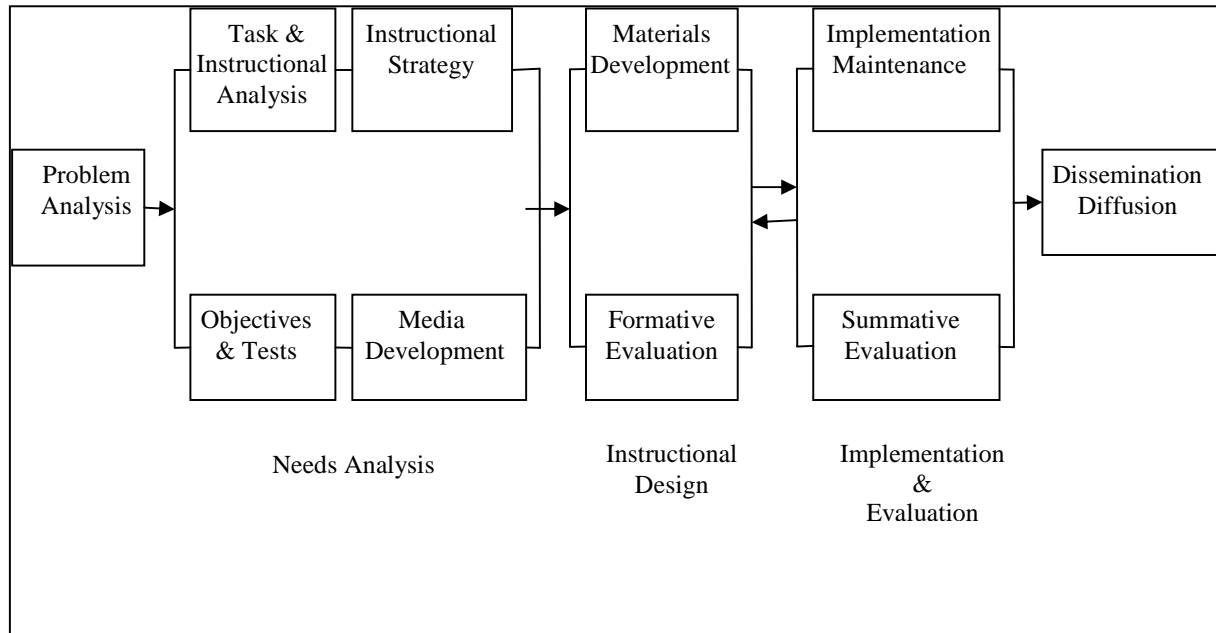 Problem
Analysis
Task &
Instructional
Analysis
Instructional
Strategy
Objectives
& Tests
Media
Development
Materials
Development
Formative
Evaluation
Implementation
Maintenance
Summative
Evaluation
Dissemination
Diffusion
Needs Analysis
Instructional
Design
Implementation
&
Evaluation